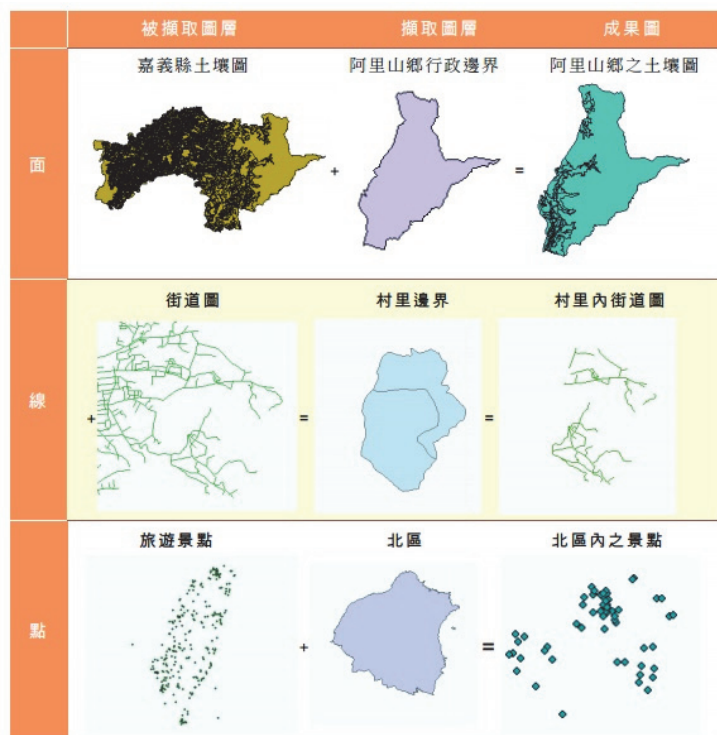 被擷取圖層 擷取圖層 成果圖
面
嘉義縣土壤圖 阿里山鄉行政邊界 阿里山鄉之土壤圖
+ =
線
街道圖 村里邊界 村里內街道圖
+ = =
點
旅遊景點 北區 北區內之景點
+ =